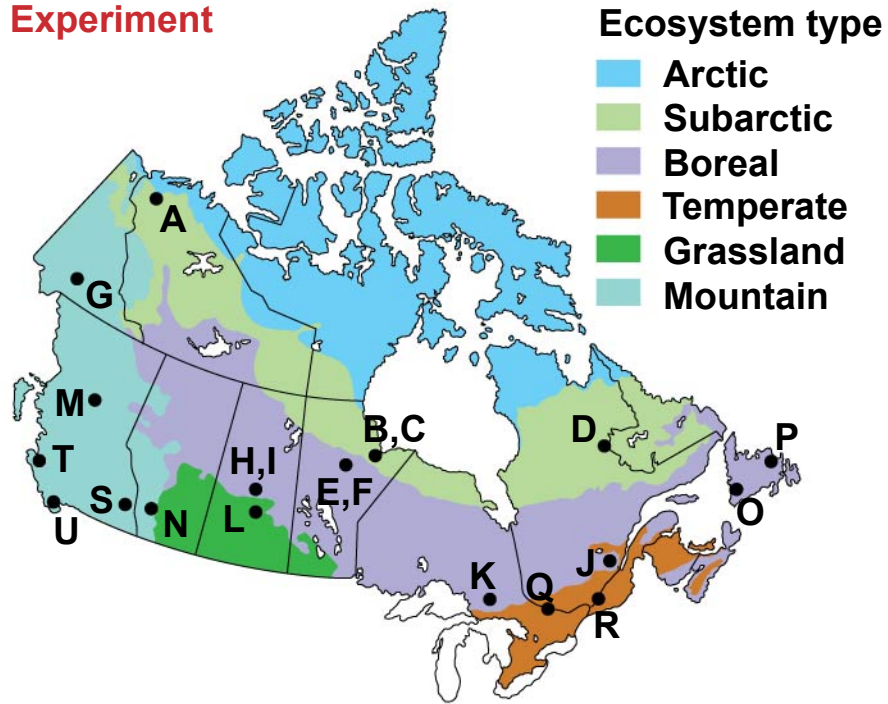 Experiment
Ecosystem type
Arctic
Subarctic
Boreal
Temperate
Grassland
Mountain
A
G
M
B,C
D
P
T
H,I
E,F
S
N
L
O
U
K
Q
J
R